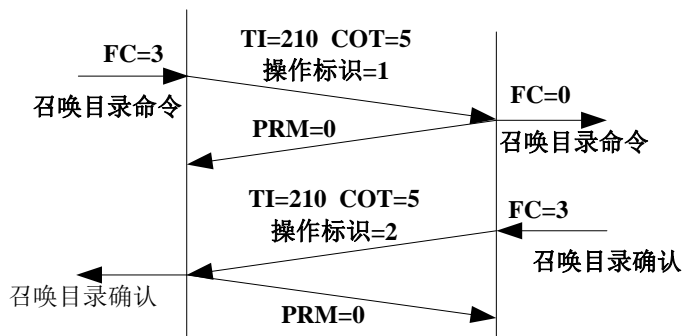 TI=210 COT=5
FC=3
操作标识=1
FC=0
召唤目录命令
PRM=0
召唤目录命令
TI=210 COT=5
FC=3
操作标识=2
召唤目录确认
召唤目录确认
PRM=0